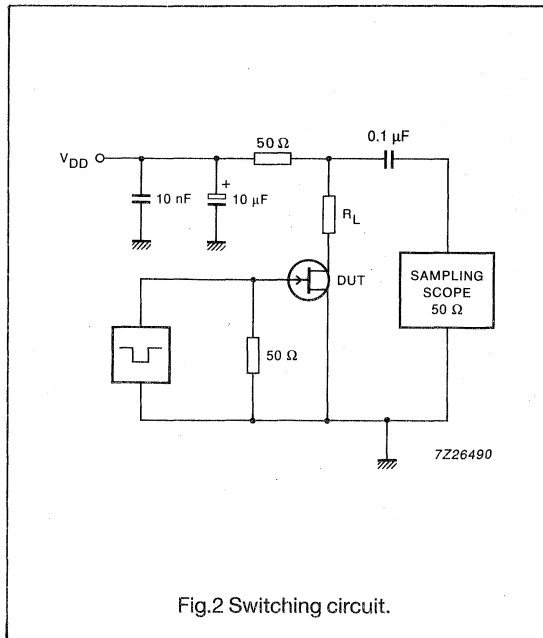 50 Ω
0.1 µF
V_DD
+
10 nF
10 µF
R_L
DUT
SAMPLING
SCOPE
50 Ω
50 Ω
7Z26490
Fig.2 Switching circuit.